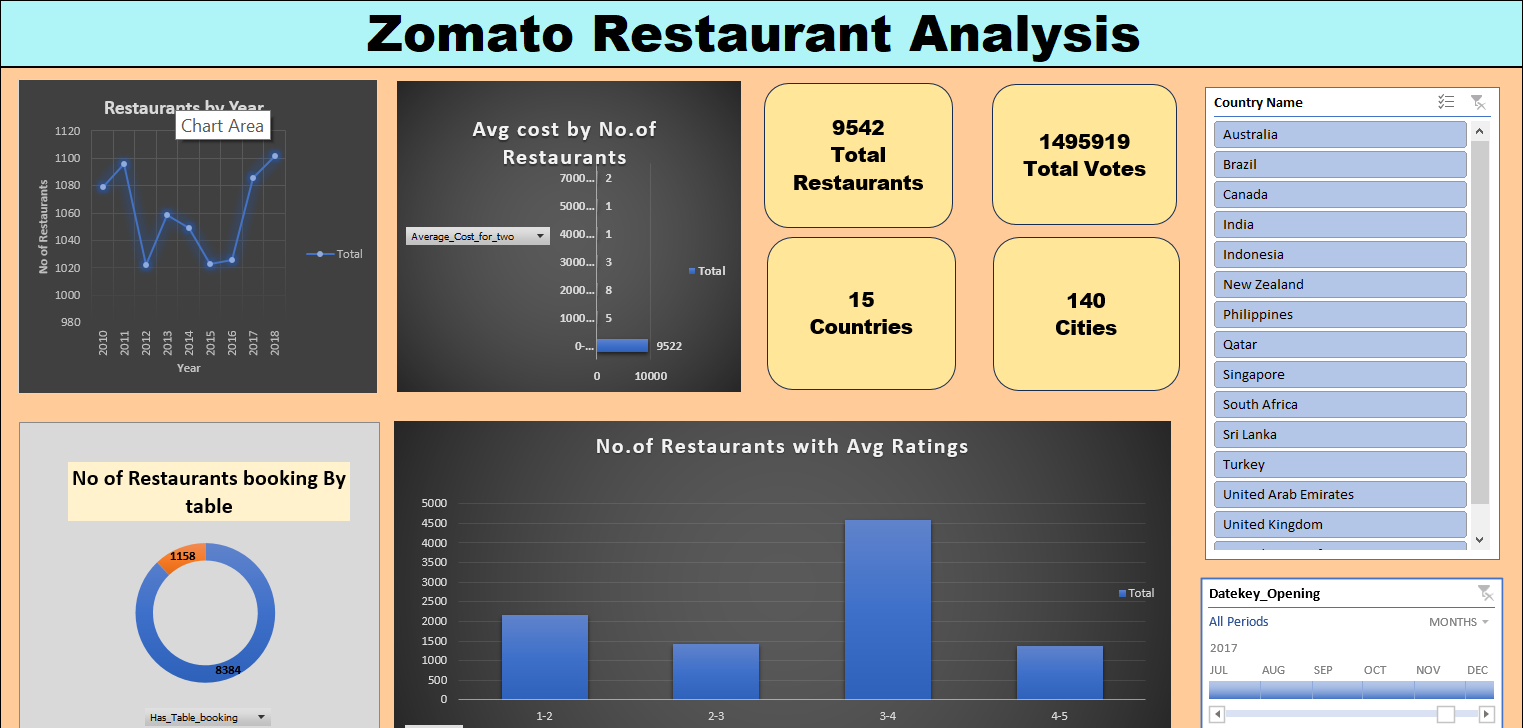 Zomato Restaurant Analysis
Restaurants by Year
Chart Area
1120
1100
1080
1060
1040
1020
1000
980
No of Restaurants
2010
2011
2012
2013
2014
2015
2016
2017
2018
Year
Total
Avg cost by No.of
Restaurants
7000... 2
5000... 1
4000... 1
3000... 3
2000... 8
1000... 5
0-... 9522
0 10000
Average_Cost_for_two
Total
9542
Total
Restaurants
1495919
Total Votes
15
Countries
140
Cities
Country Name
Australia
Brazil
Canada
India
Indonesia
New Zealand
Philippines
Qatar
Singapore
South Africa
Sri Lanka
Turkey
United Arab Emirates
United Kingdom
No of Restaurants booking By
table
1158
8384
Has_Table_booking
No.of Restaurants with Avg Ratings
5000
4500
4000
3500
3000
2500
2000
1500
1000
500
0
1-2 2-3 3-4 4-5
Total
Datekey_Opening
All Periods MONTHS
2017
JUL AUG SEP OCT NOV DEC